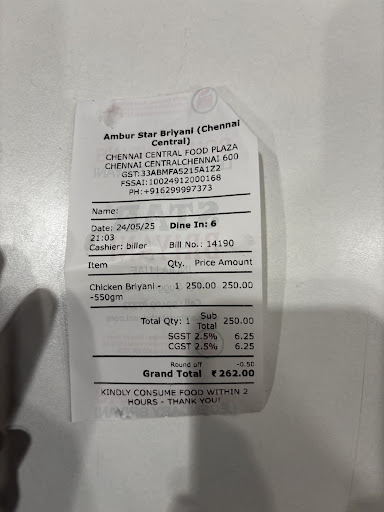 Ambur Star Briyani (Chennai
Central)
CHENNAI CENTRAL FOOD PLAZA
CHENNAI CENTRALCHENNAI 600
GST:33ABMFA5215A1Z2
FSSAI:10024912000168
PH:+916299997373
Name:
Date: 24/05/25 Dine In: 6
21:03
Cashier: biller Bill No.: 14190
Item Qty. Price Amount
Chicken Briyani - 1 250.00 250.00
-550gm
Total Qty: 1 Sub Total 250.00
SGST 2.5% 6.25
CGST 2.5% 6.25
Round off -0.50
Grand Total ₹262.00
KINDLY CONSUME FOOD WITHIN 2
HOURS - THANK YOU!